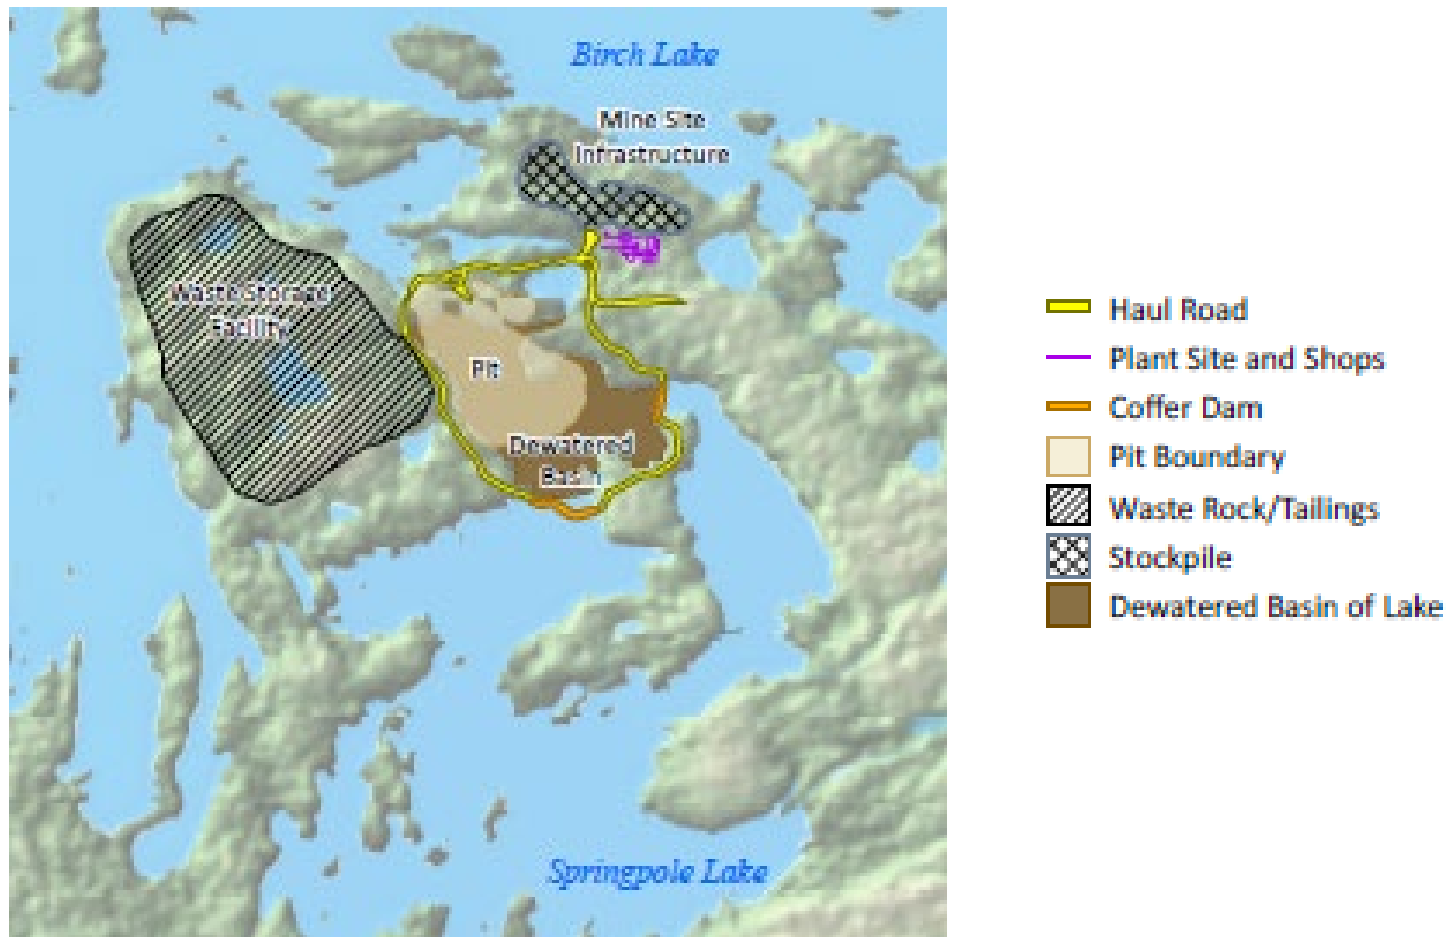 Birch Lake
Mine Site
Infrastructure
Waste Storage
Facility
Pit
Dewatered
Basin
Springpole Lake
Haul Road
Plant Site and Shops
Coffer Dam
Pit Boundary
Waste Rock/Tailings
Stockpile
Dewatered Basin of Lake